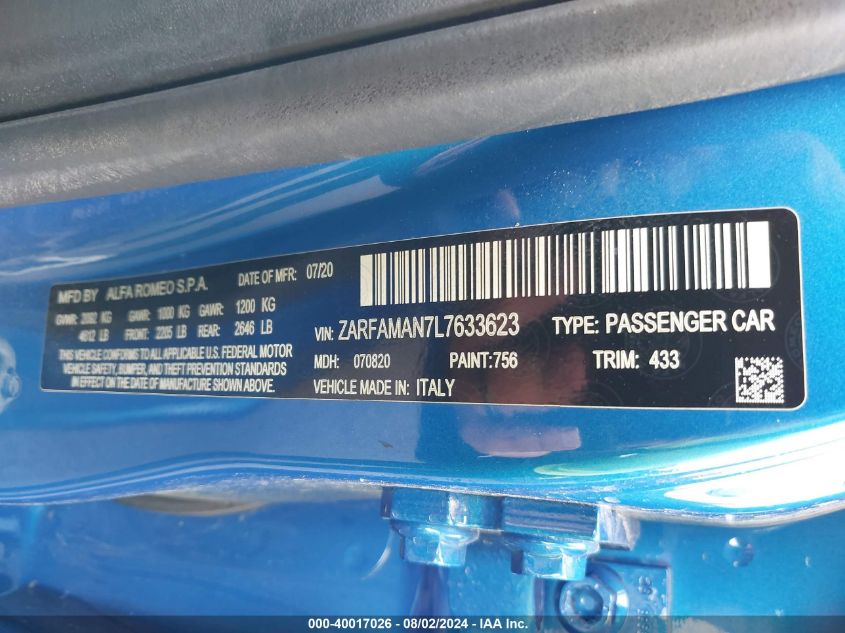 MFD BY ALFA ROMEO S.P.A. DATE OF MFR: 07/20
GVWR: 2092 KG GAWR: 1000 KG GAWR: 1200 KG
4612 LB FRONT: 2205 LB REAR: 2646 LB
THIS VEHICLE CONFORMS TO ALL APPLICABLE U.S. FEDERAL MOTOR
VEHICLE SAFETY, BUMPER, AND THEFT PREVENTION STANDARDS
IN EFFECT ON THE DATE OF MANUFACTURE SHOWN ABOVE.
VIN: ZARFAMAN7L7633623 TYPE: PASSENGER CAR
MDH: 070820 PAINT:756 TRIM: 433
VEHICLE MADE IN: ITALY
000-40017026 - 08/02/2024 - © IAA Inc.